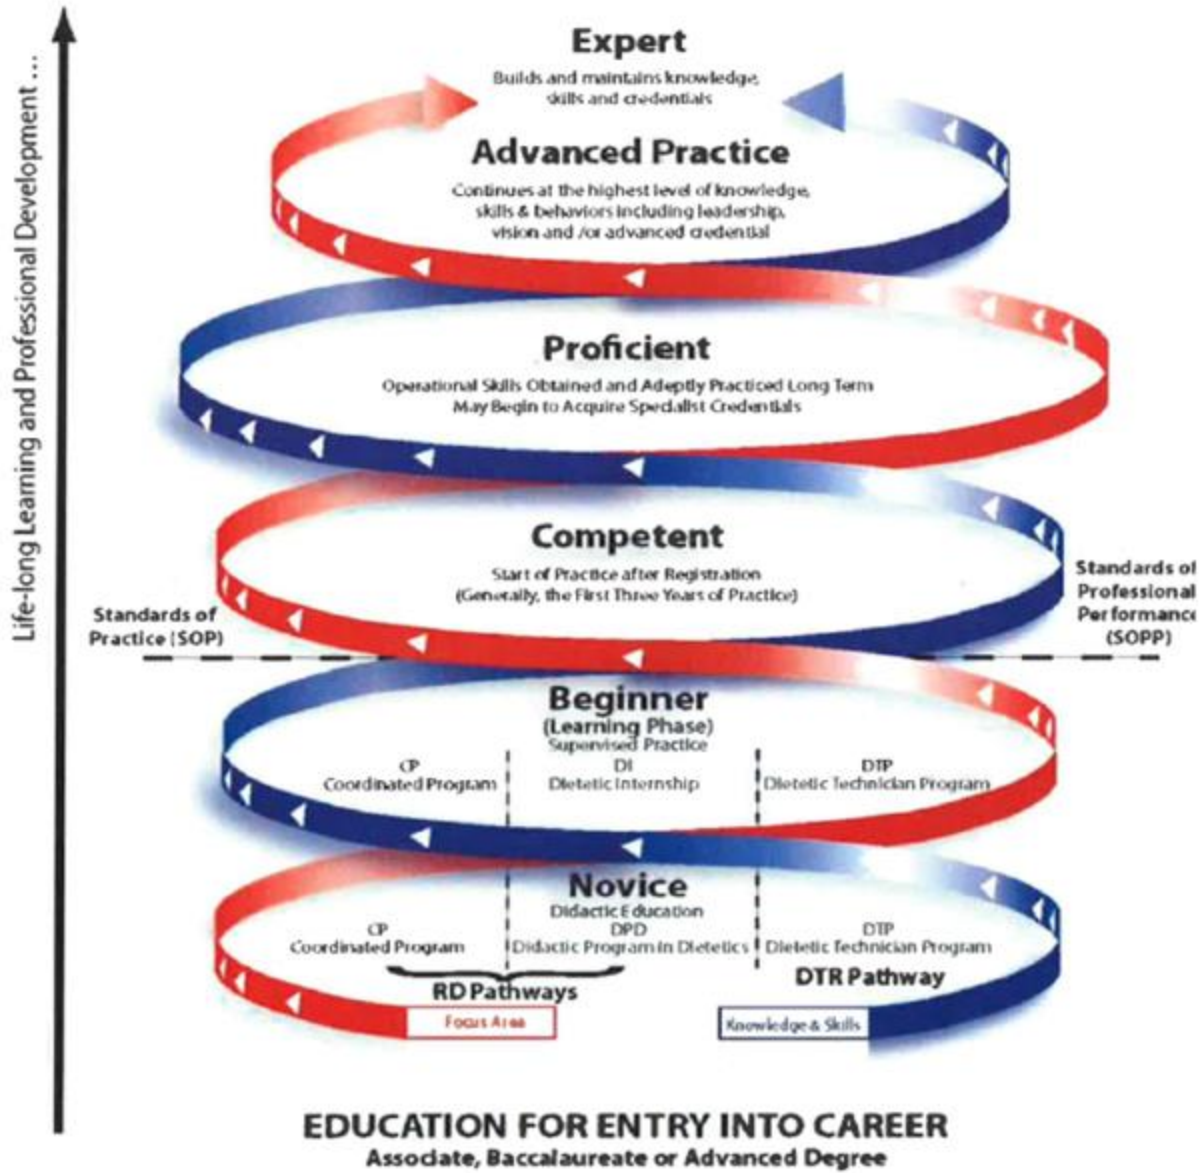 Life-long Learning and Professional Development ...
Expert
Builds and maintains knowledge,
skills and credentials
Advanced Practice
Continues at the highest level of knowledge,
skills & behaviors including leadership,
vision and /or advanced credential
Proficient
Operational Skills Obtained and Adeptly Practiced Long Term
May Begin to Acquire Specialist Credentials
Competent
Start of Practice after Registration
(Generally, the First Three Years of Practice)
Standards of
Practice (SOP)
Standards of
Professional
Performance
(SOPP)
Beginner
(Learning Phase)
Supervised Practice
CP
Coordinated Program
DI
Dietetic Internship
DTP
Dietetic Technician Program
Novice
Didactic Education
CP
Coordinated Program
DPD
Didactic Program in Dietetics
DTP
Dietetic Technician Program
RD Pathways
DTR Pathway
Focus Area
Knowledge & Skills
EDUCATION FOR ENTRY INTO CAREER
Associate, Baccalaureate or Advanced Degree